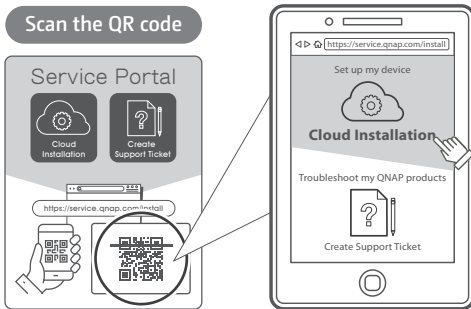 Scan the QR code
Service Portal
Cloud
Installation
Create
Support Ticket
https://service.qnap.com/install
https://service.qnap.com/install
Set up my device
Cloud Installation
Troubleshoot my QNAP products
Create Support Ticket